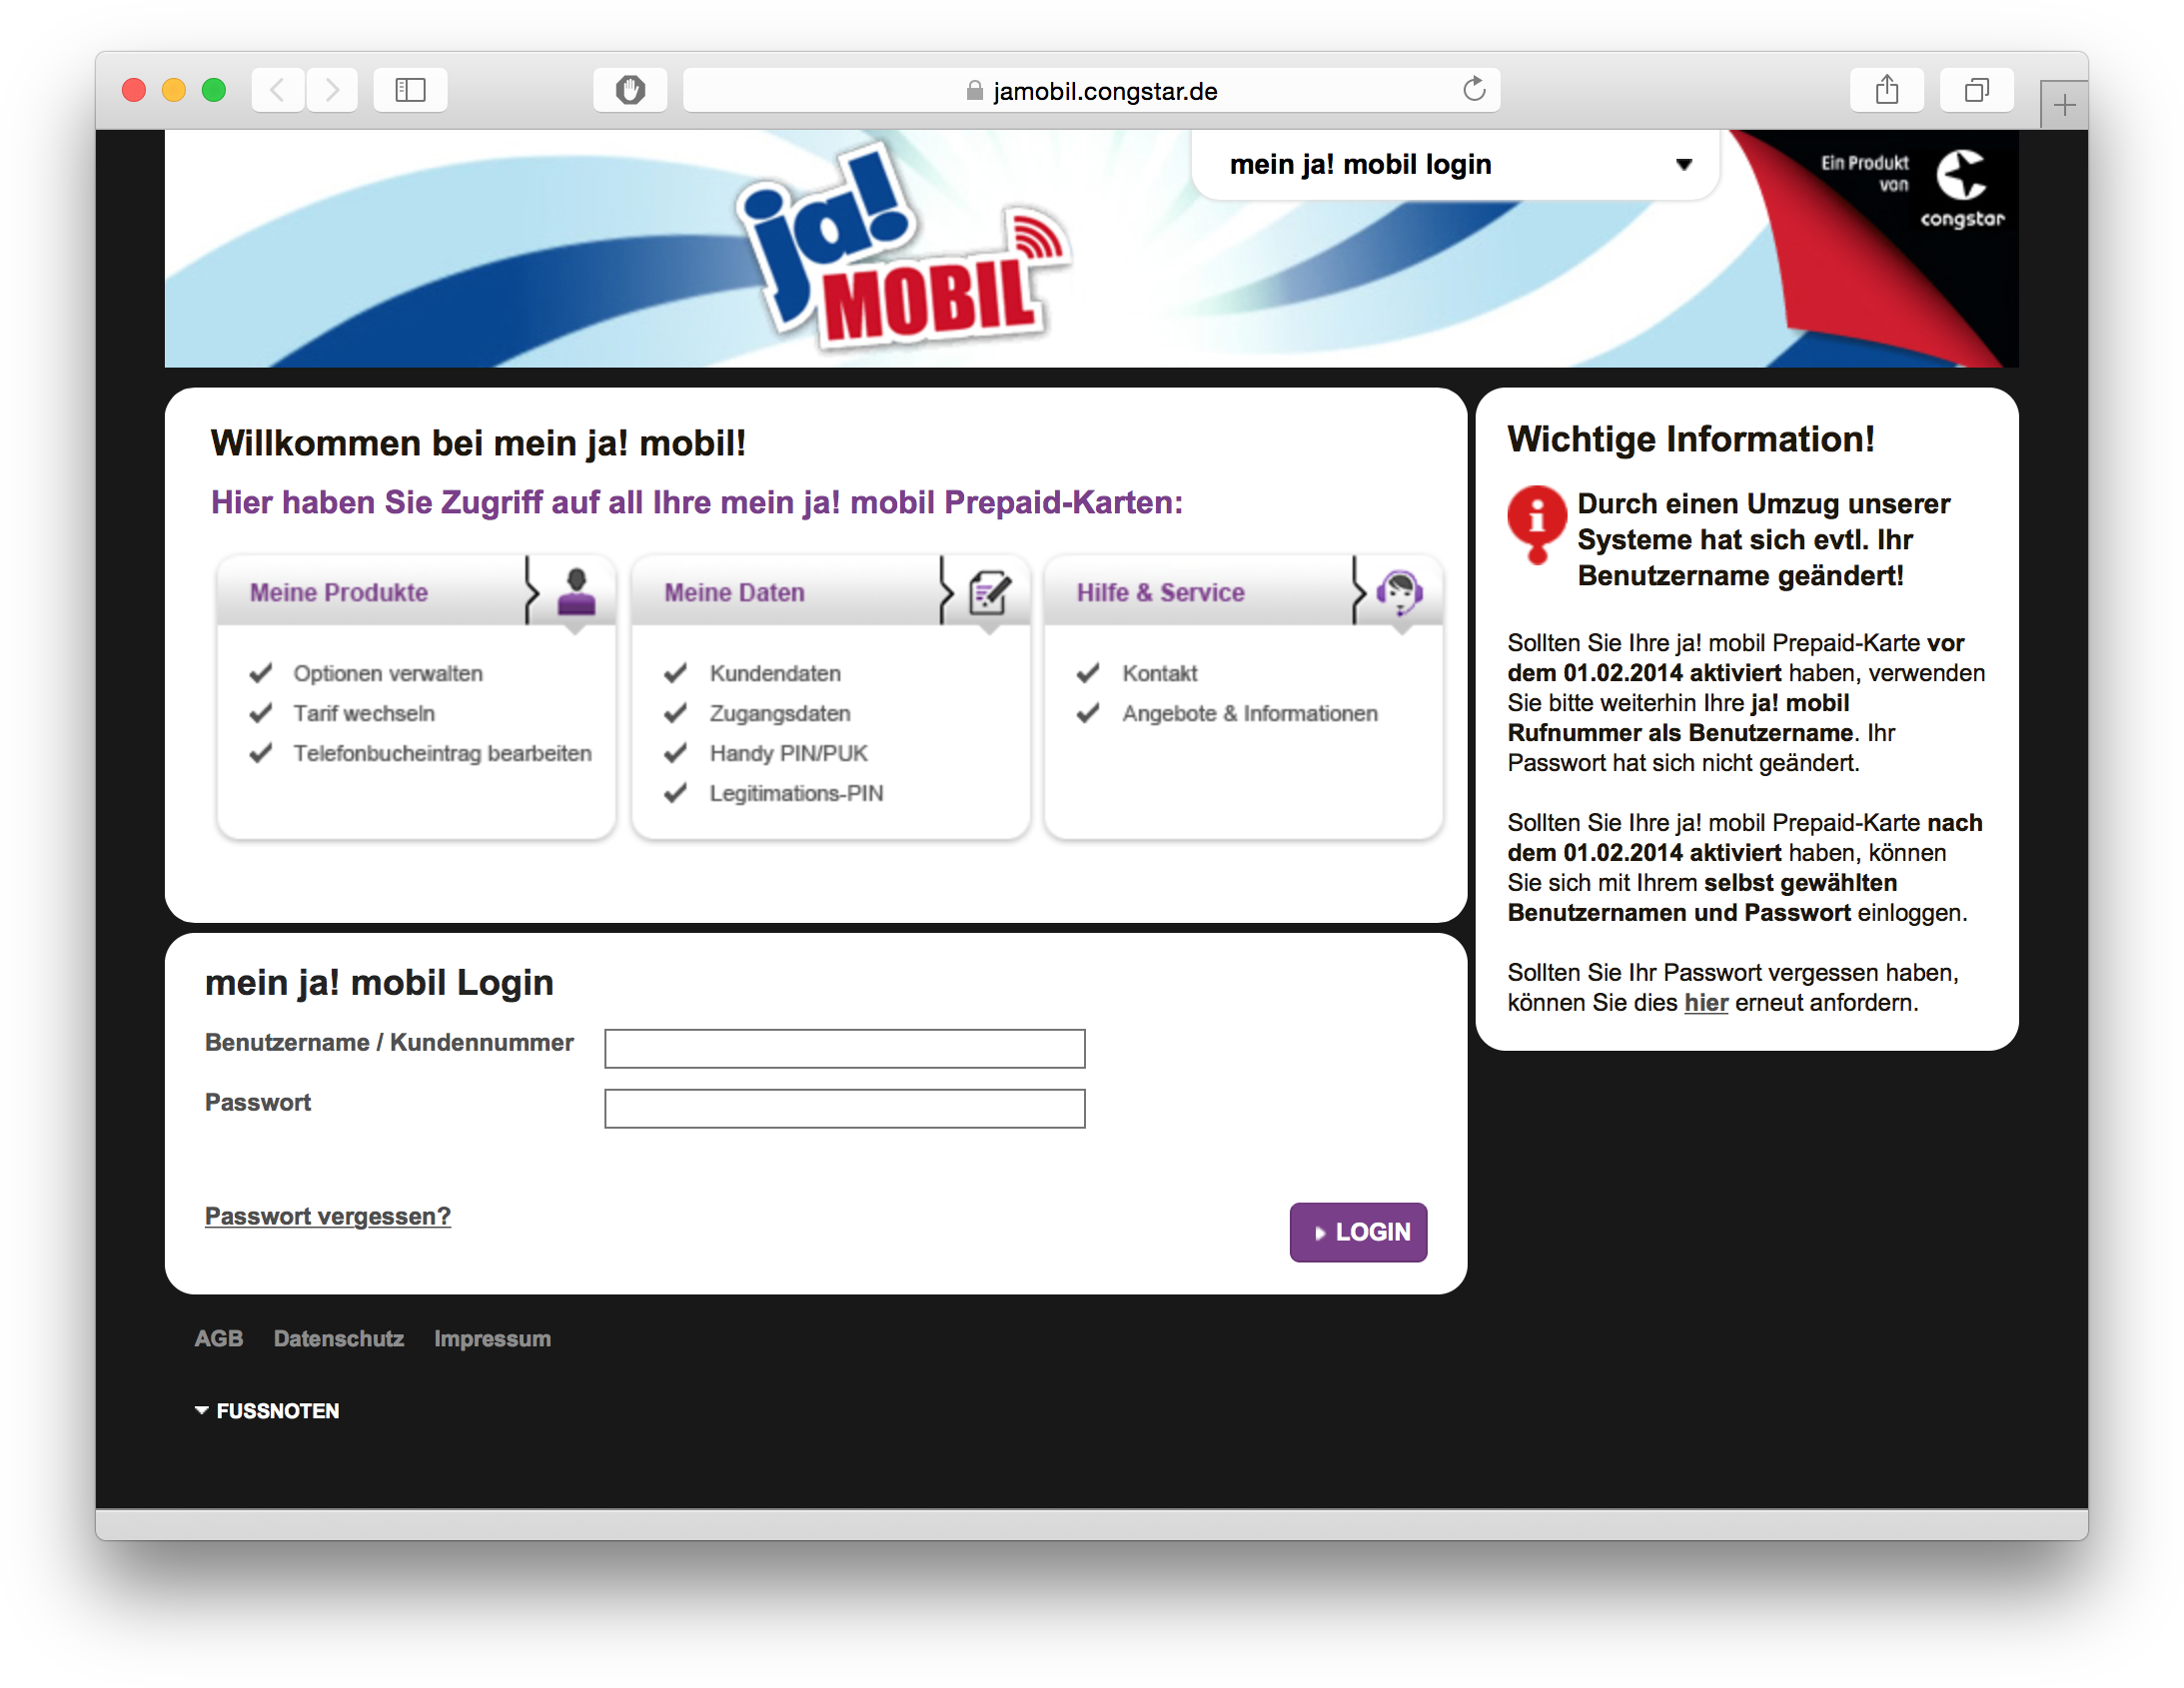 jamobil.congstar.de
ja!
MOBIL
mein ja! mobil login
Ein Produkt
von
congstar
Willkommen bei mein ja! mobil!
Hier haben Sie Zugriff auf all Ihre mein ja! mobil Prepaid-Karten:
Meine Produkte
Optionen verwalten
Tarif wechseln
Telefonbucheintrag bearbeiten
Meine Daten
Kundendaten
Zugangsdaten
Handy PIN/PUK
Legitimations-PIN
Hilfe & Service
Kontakt
Angebote & Informationen
mein ja! mobil Login
Benutzername / Kundennummer
Passwort
Passwort vergessen?
LOGIN
Wichtige Information!
Durch einen Umzug unserer
Systeme hat sich evtl. Ihr
Benutzername geändert!
Sollten Sie Ihre ja! mobil Prepaid-Karte vor
dem 01.02.2014 aktiviert haben, verwenden
Sie bitte weiterhin Ihre ja! mobil
Rufnummer als Benutzername. Ihr
Passwort hat sich nicht geändert.
Sollten Sie Ihre ja! mobil Prepaid-Karte nach
dem 01.02.2014 aktiviert haben, können
Sie sich mit Ihrem selbst gewählten
Benutzernamen und Passwort einloggen.
Sollten Sie Ihr Passwort vergessen haben,
können Sie dies hier erneut anfordern.
AGB Datenschutz Impressum
FUSSNOTEN